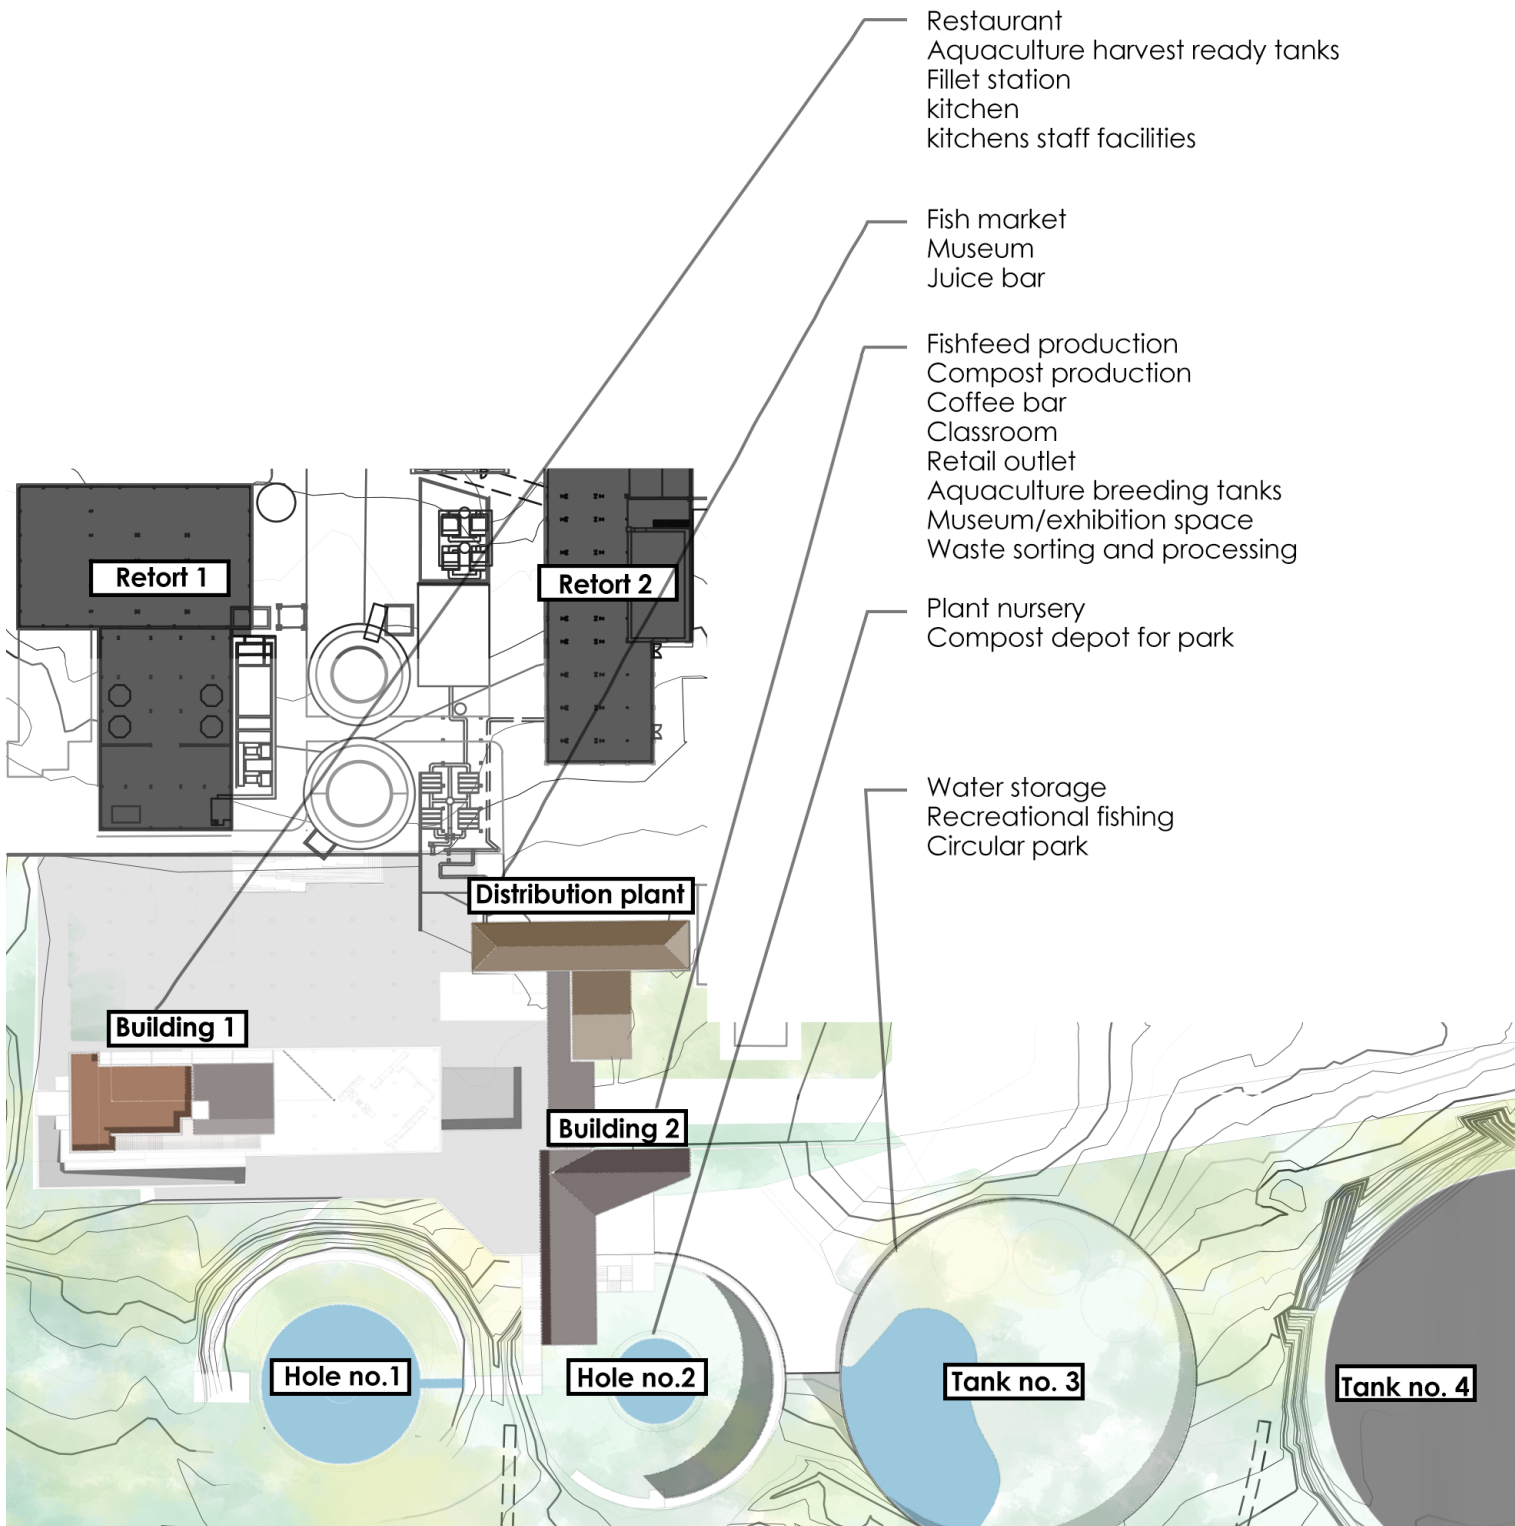 Restaurant
Aquaculture harvest ready tanks
Fillet station
kitchen
kitchens staff facilities
Fish market
Museum
Juice bar
Fishfeed production
Compost production
Coffee bar
Classroom
Retail outlet
Aquaculture breeding tanks
Museum/exhibition space
Waste sorting and processing
Retort 1
Retort 2
Plant nursery
Compost depot for park
Water storage
Recreational fishing
Circular park
Distribution plant
Building 1
Building 2
Hole no.1
Hole no.2
Tank no. 3
Tank no. 4